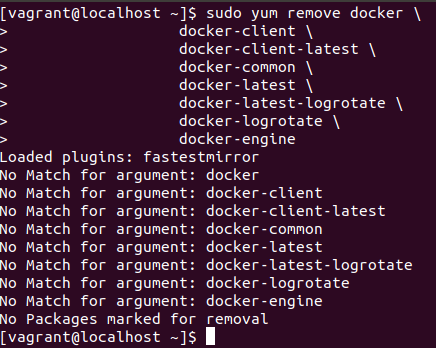 [vagrant@localhost ~]$ sudo yum remove docker \
>                   docker-client \
>                   docker-client-latest \
>                   docker-common \
>                   docker-latest \
>                   docker-latest-logrotate \
>                   docker-logrotate \
>                   docker-engine
Loaded plugins: fastestmirror
No Match for argument: docker
No Match for argument: docker-client
No Match for argument: docker-client-latest
No Match for argument: docker-common
No Match for argument: docker-latest
No Match for argument: docker-latest-logrotate
No Match for argument: docker-logrotate
No Match for argument: docker-engine
No Packages marked for removal
[vagrant@localhost ~]$